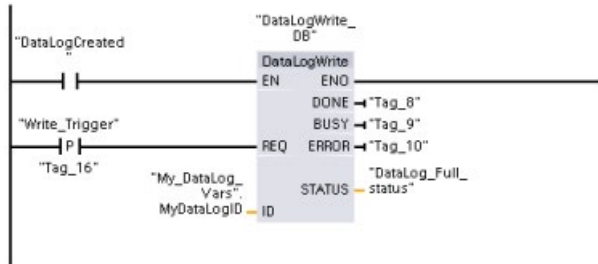 "DataLogWrite_
DB"
"DataLogCreated
"
DataLogWrite
EN ENO
DONE "Tag_8"
BUSY "Tag_9"
"Write_Trigger"
P
REQ ERROR "Tag_10"
"Tag_16"
"DataLog_Full_
status"
STATUS
"My_DataLog_
Vars".
MyDataLogID ID